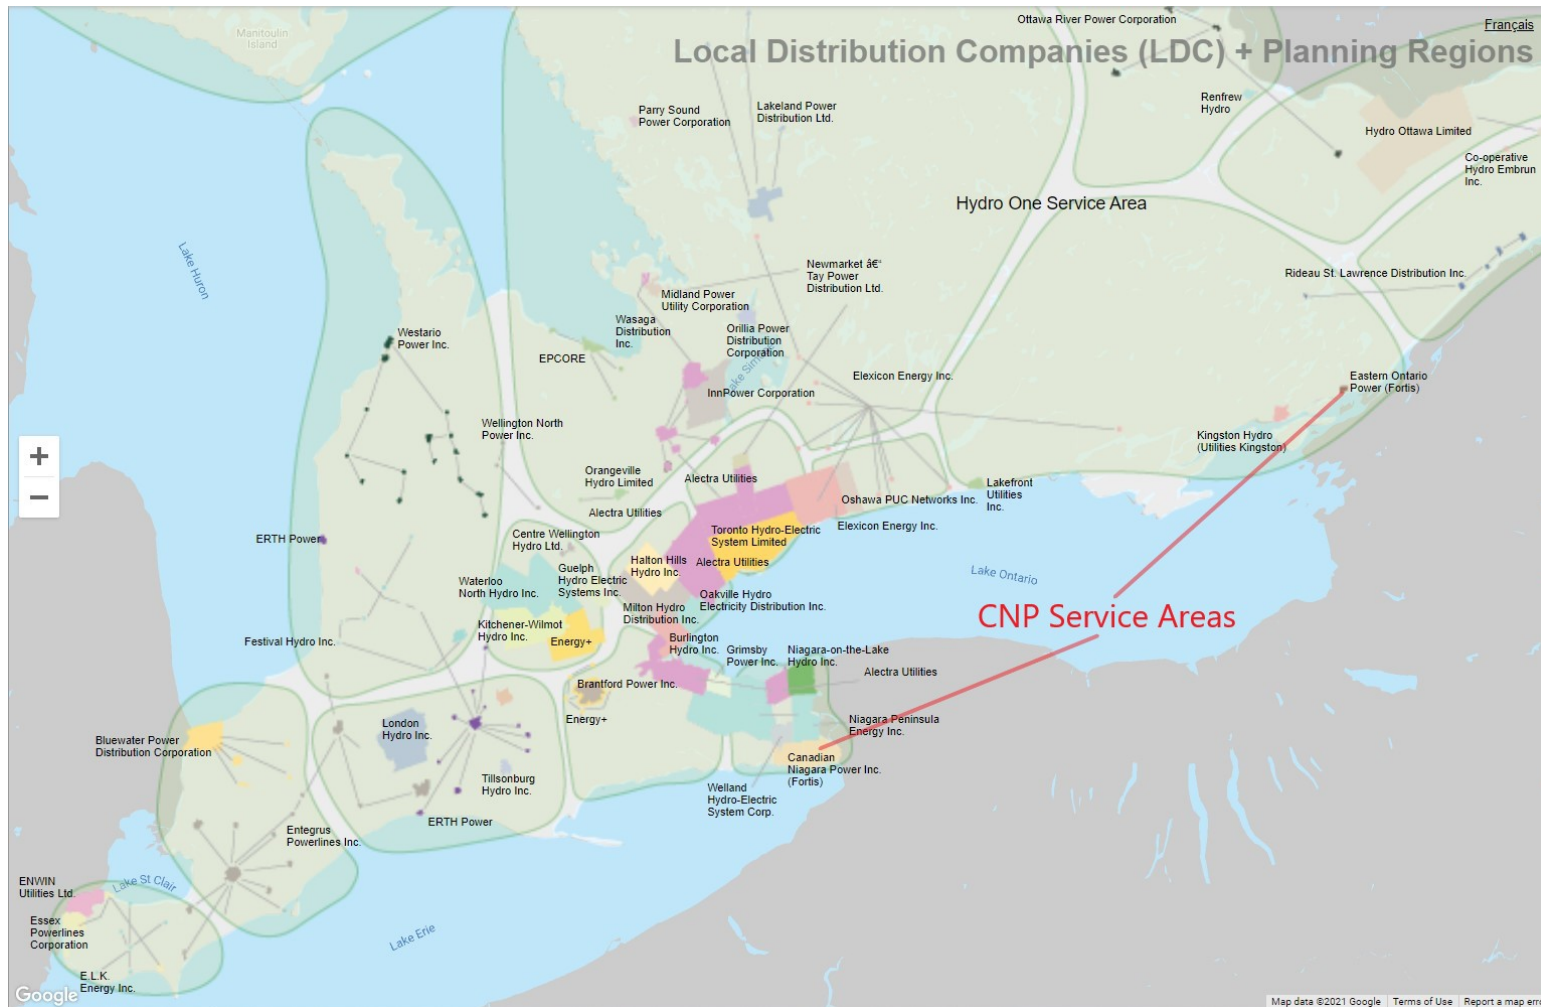 Ottawa River Power Corporation
Français
Local Distribution Companies (LDC) + Planning Regions
Manitoulin
Island
Parry Sound
Power Corporation
Lakeland Power
Distribution Ltd.
Renfrew
Hydro
Hydro Ottawa Limited
Co-operative
Hydro Embrun
Inc.
Hydro One Service Area
Lake Huron
Newmarket â€“
Tay Power
Distribution Ltd.
Rideau St. Lawrence Distribution Inc.
Midland Power
Utility Corporation
Wasaga
Distribution
Inc.
Orillia Power
Distribution
Corporation
Westario
Power Inc.
EPCORE
Lake
InnPower Corporation
Elexicon Energy Inc.
Eastern Ontario
Power (Fortis)
Wellington North
Power Inc.
Kingston Hydro
(Utilities Kingston)
+
−
Orangeville
Hydro Limited
Alectra Utilities
Lakefront
Utilities
Inc.
Oshawa PUC Networks Inc.
Alectra Utilities
Elexicon Energy Inc.
ERTH Power
Centre Wellington
Hydro Ltd.
Toronto Hydro-Electric
System Limited
Halton Hills
Hydro Inc.
Alectra Utilities
Guelph
Hydro Electric
Systems Inc.
Lake Ontario
Waterloo
North Hydro Inc.
Oakville Hydro
Electricity Distribution Inc.
Milton Hydro
Distribution Inc.
CNP Service Areas
Kitchener-Wilmot
Hydro Inc.
Energy+
Festival Hydro Inc.
Burlington
Hydro Inc.
Grimsby
Power Inc.
Niagara-on-the-Lake
Hydro Inc.
Alectra Utilities
Brantford Power Inc.
Energy+
London
Hydro Inc.
Niagara Peninsula
Energy Inc.
Bluewater Power
Distribution Corporation
Canadian
Niagara Power Inc.
(Fortis)
Tillsonburg
Hydro Inc.
Welland
Hydro-Electric
System Corp.
ERTH Power
Entegrus
Powerlines Inc.
ENWIN
Utilities Ltd.
Lake St Clair
Essex
Powerlines
Corporation
Lake Erie
E.L.K.
Energy Inc.
Google
Map data ©2021 Google
Terms of Use
Report a map